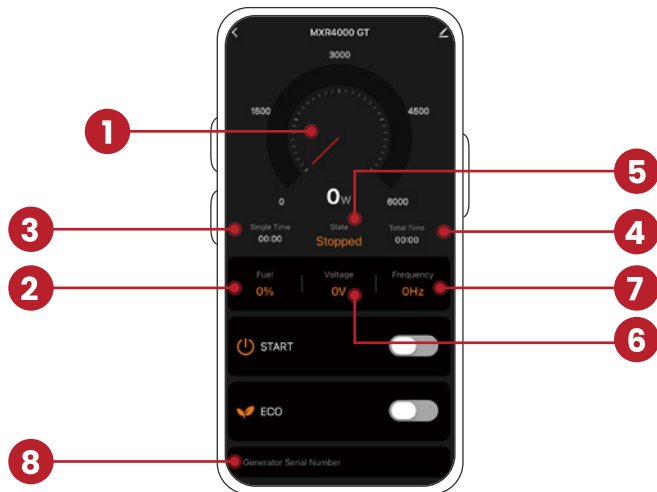 MXR4000 GT
3000
1500
4500
1
0
0W
6000
5
3
Single Time
State
Total Time
4
00:00
Stopped
00:00
2
Fuel
Voltage
Frequency
7
0%
0V
0Hz
6
START
ECO
8
Generator Serial Number